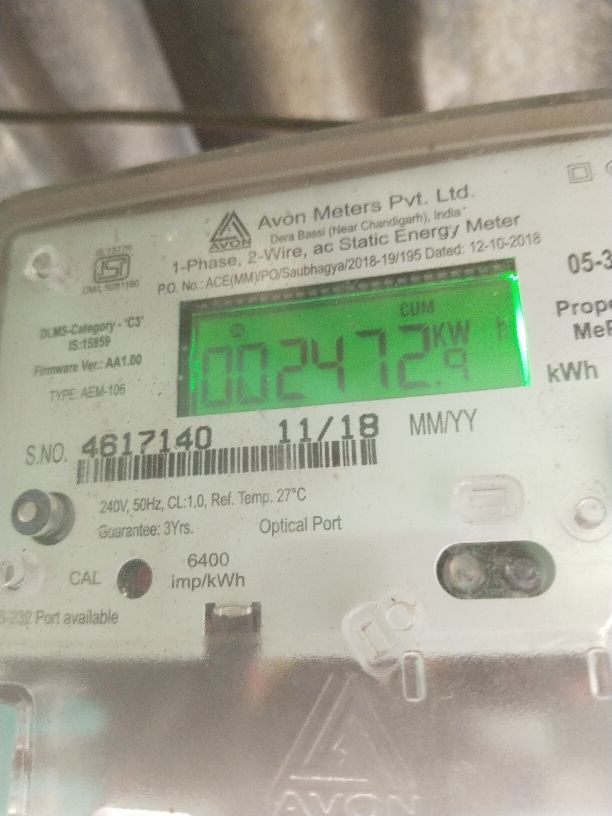 Avon Meters Pvt. Ltd.
Dera Bassi (Near Chandigarh), India
AVON
1-Phase, 2-Wire, ac Static Energy Meter
P.O. No.: ACE(MM)/PO/Saubhagya/2018-19/195 Dated: 12-10-2018
ISI
DLMS-Category - 'C3'
IS:15959
Firmware Ver.: AA1.00
TYPE: AEM-106
CUM
002472.9 KW h
kWh
05-3
Prope
S.NO. 4617140 11/18 MM/YY
240V, 50Hz, CL:1.0, Ref. Temp. 27°C
Guarantee: 3Yrs.
Optical Port
CAL
6400
imp/kWh
S-232 Port available
AVON